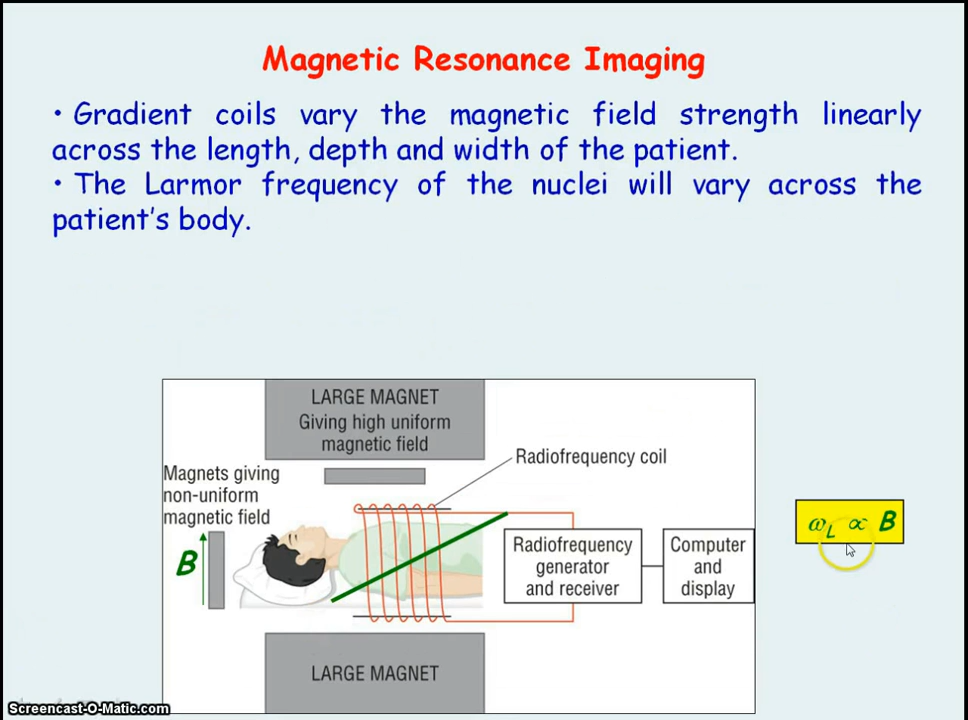 Magnetic Resonance Imaging
• Gradient coils vary the magnetic field strength linearly
across the length, depth and width of the patient.
• The Larmor frequency of the nuclei will vary across the
patient's body.
LARGE MAGNET
Giving high uniform
magnetic field
Radiofrequency coil
Magnets giving
non-uniform
magnetic field
B
Radiofrequency
generator
and receiver
Computer
and
display
ω_L ∝ B
LARGE MAGNET
Screencast-O-Matic.com